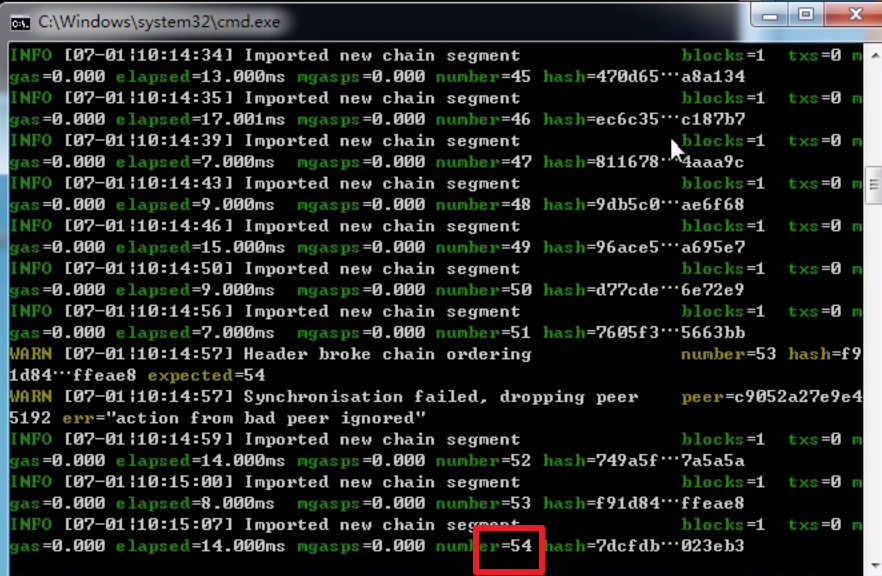 C:\Windows\system32\cmd.exe
INFO [07-01|10:14:34] Imported new chain segment blocks=1 txs=0 m
gas=0.000 elapsed=13.000ms mgasps=0.000 number=45 hash=470d65…a8a134
INFO [07-01|10:14:35] Imported new chain segment blocks=1 txs=0 m
gas=0.000 elapsed=17.001ms mgasps=0.000 number=46 hash=ec6c35…c187b7
INFO [07-01|10:14:39] Imported new chain segment blocks=1 txs=0 m
gas=0.000 elapsed=7.000ms mgasps=0.000 number=47 hash=811678…4aaa9c
INFO [07-01|10:14:43] Imported new chain segment blocks=1 txs=0 m
gas=0.000 elapsed=9.000ms mgasps=0.000 number=48 hash=9db5c0…ae6f68
INFO [07-01|10:14:46] Imported new chain segment blocks=1 txs=0 m
gas=0.000 elapsed=15.000ms mgasps=0.000 number=49 hash=96ace5…a695e7
INFO [07-01|10:14:50] Imported new chain segment blocks=1 txs=0 m
gas=0.000 elapsed=9.000ms mgasps=0.000 number=50 hash=d77cde…6e72e9
INFO [07-01|10:14:56] Imported new chain segment blocks=1 txs=0 m
gas=0.000 elapsed=7.000ms mgasps=0.000 number=51 hash=7605f3…5663bb
WARN [07-01|10:14:57] Header broke chain ordering number=53 hash=f9
1d84…ffeae8 expected=54
WARN [07-01|10:14:57] Synchronisation failed, dropping peer peer=c9052a27e9e4
5192 err="action from bad peer ignored"
INFO [07-01|10:14:59] Imported new chain segment blocks=1 txs=0 m
gas=0.000 elapsed=14.000ms mgasps=0.000 number=52 hash=749a5f…7a5a5a
INFO [07-01|10:15:00] Imported new chain segment blocks=1 txs=0 m
gas=0.000 elapsed=8.000ms mgasps=0.000 number=53 hash=f91d84…ffeae8
INFO [07-01|10:15:07] Imported new chain segment blocks=1 txs=0 m
gas=0.000 elapsed=14.000ms mgasps=0.000 number=54 hash=7dcfdb…023eb3